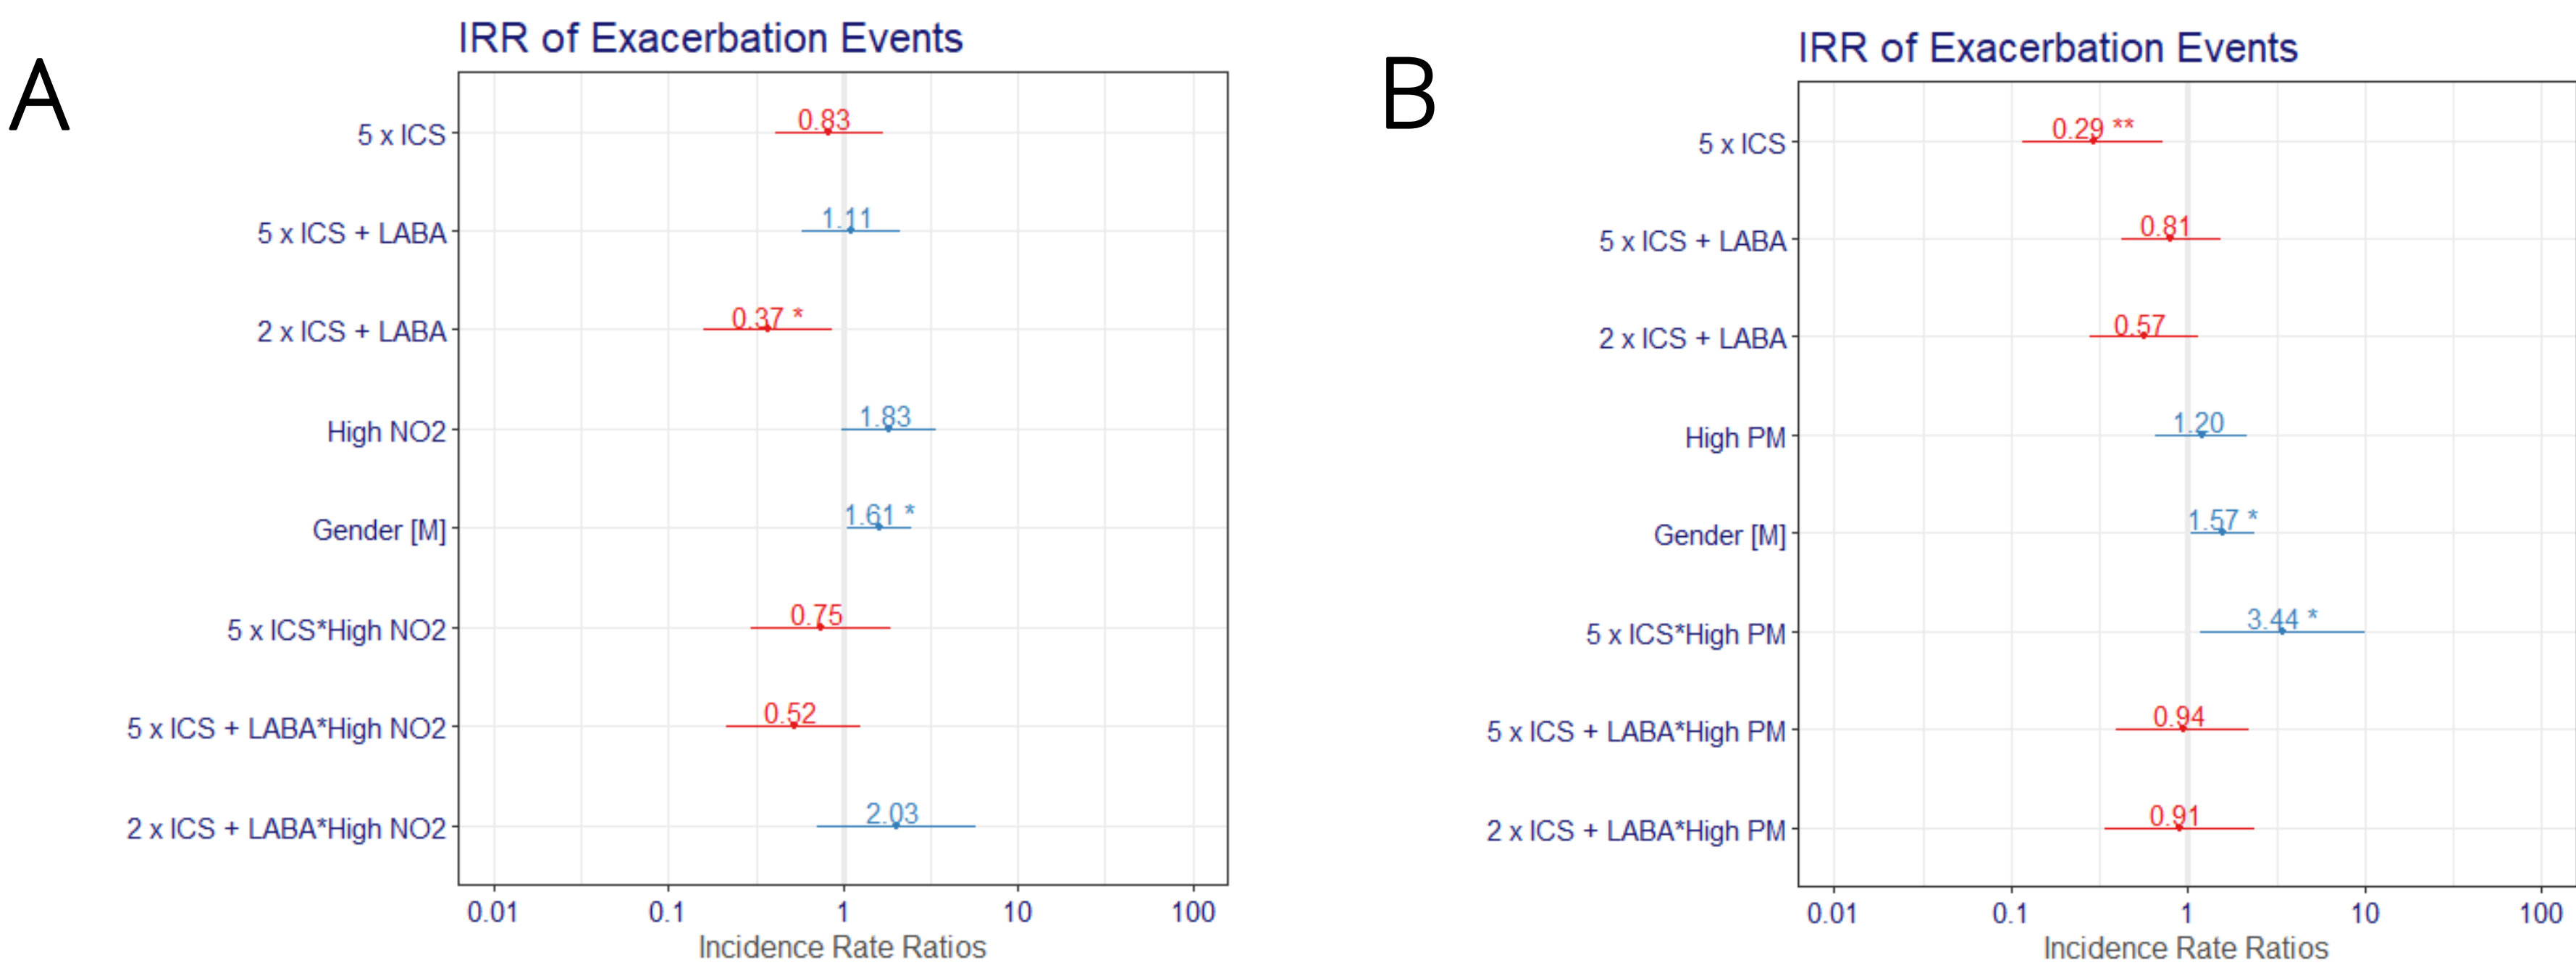 A
IRR of Exacerbation Events
5 x ICS
0.83
5 x ICS + LABA
1.11
2 x ICS + LABA
0.37 *
High NO2
1.83
Gender [M]
1.61 *
5 x ICS*High NO2
0.75
5 x ICS + LABA*High NO2
0.52
2 x ICS + LABA*High NO2
2.03
0.01 0.1 1 10 100
Incidence Rate Ratios
B
IRR of Exacerbation Events
5 x ICS
0.29 **
5 x ICS + LABA
0.81
2 x ICS + LABA
0.57
High PM
1.20
Gender [M]
1.57 *
5 x ICS*High PM
3.44 *
5 x ICS + LABA*High PM
0.94
2 x ICS + LABA*High PM
0.91
0.01 0.1 1 10 100
Incidence Rate Ratios